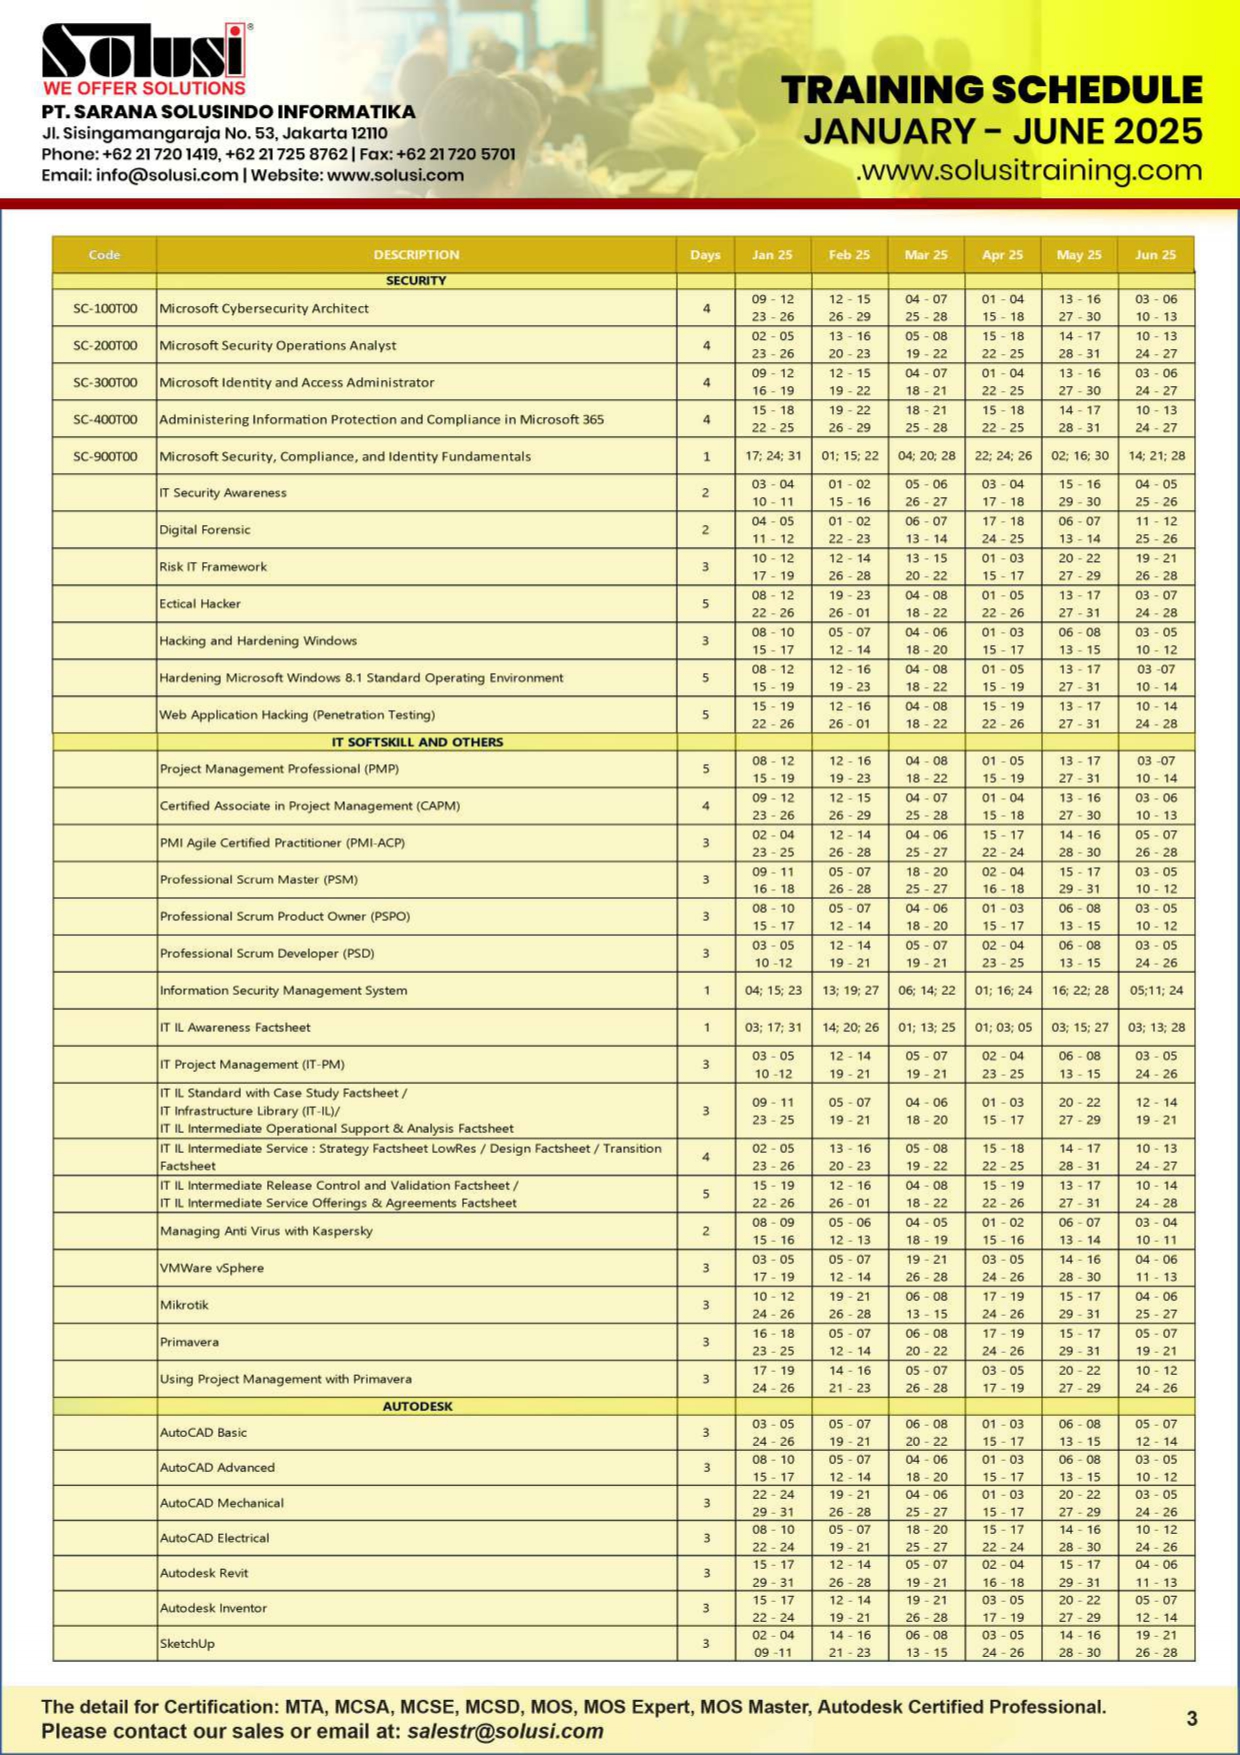 Solusi®
WE OFFER SOLUTIONS
PT. SARANA SOLUSINDO INFORMATIKA
Jl. Sisingamangaraja No. 53, Jakarta 12110
Phone: +62 21 720 1419, +62 21 725 8762 | Fax: +62 21 720 5701
Email: info@solusi.com | Website: www.solusi.com
TRAINING SCHEDULE
JANUARY - JUNE 2025
.www.solusitraining.com
Code DESCRIPTION Days Jan 25 Feb 25 Mar 25 Apr 25 May 25 Jun 25
SECURITY
09 - 12 12 - 15 04 - 07 01 - 04 13 - 16 03 - 06
SC-100T00 Microsoft Cybersecurity Architect 4
23 - 26 26 - 29 25 - 28 15 - 18 27 - 30 10 - 13
02 - 05 13 - 16 05 - 08 15 - 18 14 - 17 10 - 13
SC-200T00 Microsoft Security Operations Analyst 4
23 - 26 20 - 23 19 - 22 22 - 25 28 - 31 24 - 27
09 - 12 12 - 15 04 - 07 01 - 04 13 - 16 03 - 06
SC-300T00 Microsoft Identity and Access Administrator 4
16 - 19 19 - 22 18 - 21 22 - 25 27 - 30 24 - 27
15 - 18 19 - 22 18 - 21 15 - 18 14 - 17 10 - 13
SC-400T00 Administering Information Protection and Compliance in Microsoft 365 4
22 - 25 26 - 29 25 - 28 22 - 25 28 - 31 24 - 27
SC-900T00 Microsoft Security, Compliance, and Identity Fundamentals 1 17; 24; 31 01; 15; 22 04; 20; 28 22; 24; 26 02; 16; 30 14; 21; 28
03 - 04 01 - 02 05 - 06 03 - 04 15 - 16 04 - 05
IT Security Awareness 2
10 - 11 15 - 16 26 - 27 17 - 18 29 - 30 25 - 26
04 - 05 01 - 02 06 - 07 17 - 18 06 - 07 11 - 12
Digital Forensic 2
11 - 12 22 - 23 13 - 14 24 - 25 13 - 14 25 - 26
10 - 12 12 - 14 13 - 15 01 - 03 20 - 22 19 - 21
Risk IT Framework 3
17 - 19 26 - 28 20 - 22 15 - 17 27 - 29 26 - 28
08 - 12 19 - 23 04 - 08 01 - 05 13 - 17 03 - 07
Ectical Hacker 5
22 - 26 26 - 01 18 - 22 22 - 26 27 - 31 24 - 28
08 - 10 05 - 07 04 - 06 01 - 03 06 - 08 03 - 05
Hacking and Hardening Windows 3
15 - 17 12 - 14 18 - 20 15 - 17 13 - 15 10 - 12
08 - 12 12 - 16 04 - 08 01 - 05 13 - 17 03 -07
Hardening Microsoft Windows 8.1 Standard Operating Environment 5
15 - 19 19 - 23 18 - 22 15 - 19 27 - 31 10 - 14
15 - 19 12 - 16 04 - 08 15 - 19 13 - 17 10 - 14
Web Application Hacking (Penetration Testing) 5
22 - 26 26 - 01 18 - 22 22 - 26 27 - 31 24 - 28
IT SOFTSKILL AND OTHERS
08 - 12 12 - 16 04 - 08 01 - 05 13 - 17 03 -07
Project Management Professional (PMP) 5
15 - 19 19 - 23 18 - 22 15 - 19 27 - 31 10 - 14
09 - 12 12 - 15 04 - 07 01 - 04 13 - 16 03 - 06
Certified Associate in Project Management (CAPM) 4
23 - 26 26 - 29 25 - 28 15 - 18 27 - 30 10 - 13
02 - 04 12 - 14 04 - 06 15 - 17 14 - 16 05 - 07
PMI Agile Certified Practitioner (PMI-ACP) 3
23 - 25 26 - 28 25 - 27 22 - 24 28 - 30 26 - 28
09 - 11 05 - 07 18 - 20 02 - 04 15 - 17 03 - 05
Professional Scrum Master (PSM) 3
16 - 18 26 - 28 25 - 27 16 - 18 29 - 31 10 - 12
08 - 10 05 - 07 04 - 06 01 - 03 06 - 08 03 - 05
Professional Scrum Product Owner (PSPO) 3
15 - 17 12 - 14 18 - 20 15 - 17 13 - 15 10 - 12
03 - 05 12 - 14 05 - 07 02 - 04 06 - 08 03 - 05
Professional Scrum Developer (PSD) 3
10 -12 19 - 21 19 - 21 23 - 25 13 - 15 24 - 26
Information Security Management System 1 04; 15; 23 13; 19; 27 06; 14; 22 01; 16; 24 16; 22; 28 05;11; 24
IT IL Awareness Factsheet 1 03; 17; 31 14; 20; 26 01; 13; 25 01; 03; 05 03; 15; 27 03; 13; 28
03 - 05 12 - 14 05 - 07 02 - 04 06 - 08 03 - 05
IT Project Management (IT-PM) 3
10 -12 19 - 21 19 - 21 23 - 25 13 - 15 24 - 26
IT IL Standard with Case Study Factsheet /
09 - 11 05 - 07 04 - 06 01 - 03 20 - 22 12 - 14
IT Infrastructure Library (IT-IL)/ 3
23 - 25 19 - 21 18 - 20 15 - 17 27 - 29 19 - 21
IT IL Intermediate Operational Support & Analysis Factsheet
IT IL Intermediate Service : Strategy Factsheet LowRes / Design Factsheet / Transition 02 - 05 13 - 16 05 - 08 15 - 18 14 - 17 10 - 13
4
Factsheet 23 - 26 20 - 23 19 - 22 22 - 25 28 - 31 24 - 27
IT IL Intermediate Release Control and Validation Factsheet / 15 - 19 12 - 16 04 - 08 15 - 19 13 - 17 10 - 14
5
IT IL Intermediate Service Offerings & Agreements Factsheet 22 - 26 26 - 01 18 - 22 22 - 26 27 - 31 24 - 28
08 - 09 05 - 06 04 - 05 01 - 02 06 - 07 03 - 04
Managing Anti Virus with Kaspersky 2
15 - 16 12 - 13 18 - 19 15 - 16 13 - 14 10 - 11
03 - 05 05 - 07 19 - 21 03 - 05 14 - 16 04 - 06
VMWare vSphere 3
17 - 19 12 - 14 26 - 28 24 - 26 28 - 30 11 - 13
10 - 12 19 - 21 06 - 08 17 - 19 15 - 17 04 - 06
Mikrotik 3
24 - 26 26 - 28 13 - 15 24 - 26 29 - 31 25 - 27
16 - 18 05 - 07 06 - 08 17 - 19 15 - 17 05 - 07
Primavera 3
23 - 25 12 - 14 20 - 22 24 - 26 29 - 31 19 - 21
17 - 19 14 - 16 05 - 07 03 - 05 20 - 22 10 - 12
Using Project Management with Primavera 3
24 - 26 21 - 23 26 - 28 17 - 19 27 - 29 24 - 26
AUTODESK
03 - 05 05 - 07 06 - 08 01 - 03 06 - 08 05 - 07
AutoCAD Basic 3
24 - 26 19 - 21 20 - 22 15 - 17 13 - 15 12 - 14
08 - 10 05 - 07 04 - 06 01 - 03 06 - 08 03 - 05
AutoCAD Advanced 3
15 - 17 12 - 14 18 - 20 15 - 17 13 - 15 10 - 12
22 - 24 19 - 21 04 - 06 01 - 03 20 - 22 03 - 05
AutoCAD Mechanical 3
29 - 31 26 - 28 25 - 27 15 - 17 27 - 29 24 - 26
08 - 10 05 - 07 18 - 20 15 - 17 14 - 16 10 - 12
AutoCAD Electrical 3
22 - 24 19 - 21 25 - 27 22 - 24 28 - 30 24 - 26
15 - 17 12 - 14 05 - 07 02 - 04 15 - 17 04 - 06
Autodesk Revit 3
29 - 31 26 - 28 19 - 21 16 - 18 29 - 31 11 - 13
15 - 17 12 - 14 19 - 21 03 - 05 20 - 22 05 - 07
Autodesk Inventor 3
22 - 24 19 - 21 26 - 28 17 - 19 27 - 29 12 - 14
02 - 04 14 - 16 06 - 08 03 - 05 14 - 16 19 - 21
SketchUp 3
09 -11 21 - 23 13 - 15 24 - 26 28 - 30 26 - 28
The detail for Certification: MTA, MCSA, MCSE, MCSD, MOS, MOS Expert, MOS Master, Autodesk Certified Professional.
Please contact our sales or email at: salestr@solusi.com
3